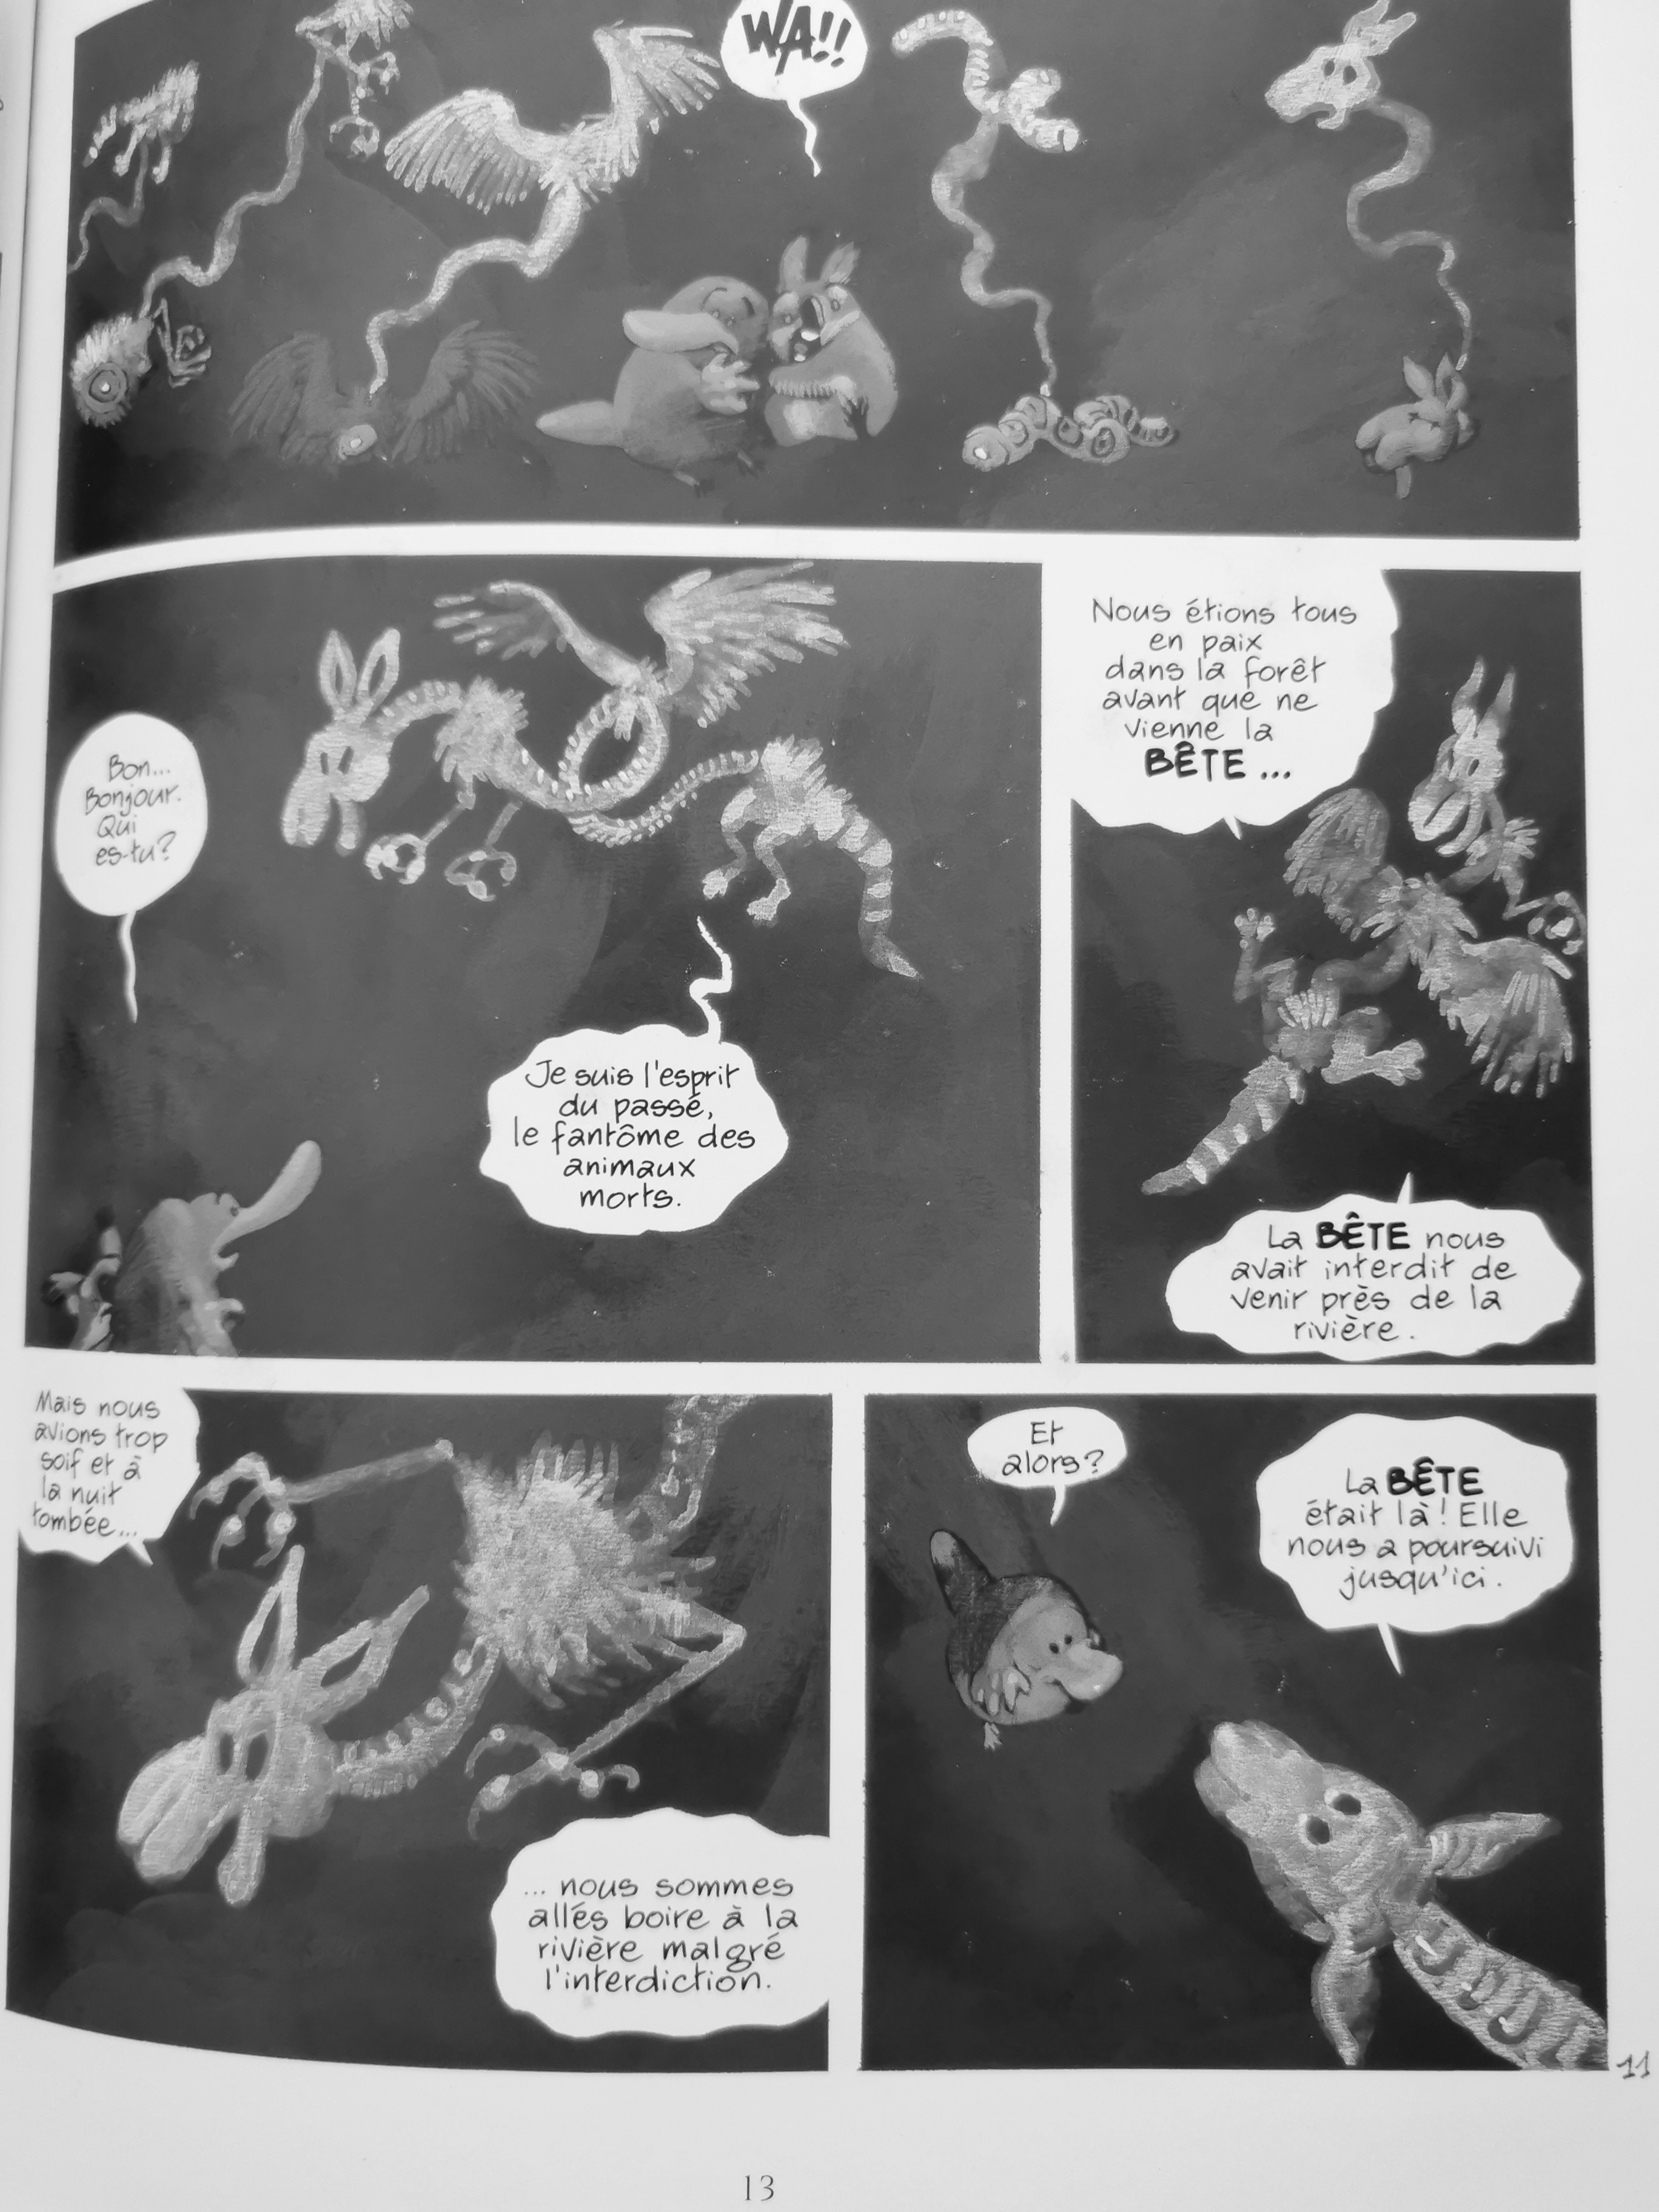 WA!!
Bon...
Bonjour.
Qui
es-tu?
Je suis l'esprit
du passé,
le fantôme des
animaux
morts.
Nous étions tous
en paix
dans la forêt
avant que ne
vienne la
BÊTE ...
La BÊTE nous
avait interdit de
venir près de la
rivière.
Mais nous
avions trop
soif et à
la nuit
tombée...
... nous sommes
allés boire à la
rivière malgré
l'interdiction.
Et
alors?
La BÊTE
était là! Elle
nous a poursuivi
jusqu'ici.
11
13